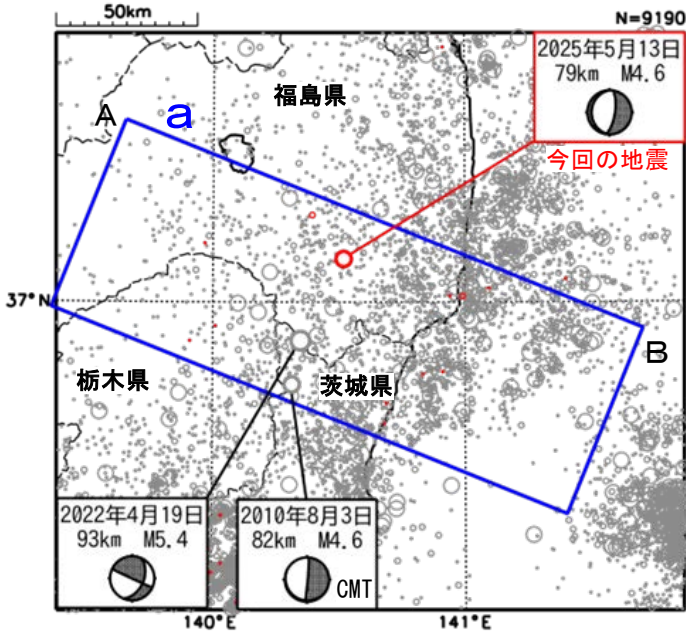 50km
N=9190
2025年5月13日
79km M4.6
今回の地震
福島県
A
a
37°N
B
栃木県
茨城県
2022年4月19日
93km M5.4
2010年8月3日
82km M4.6
CMT
140°E
141°E